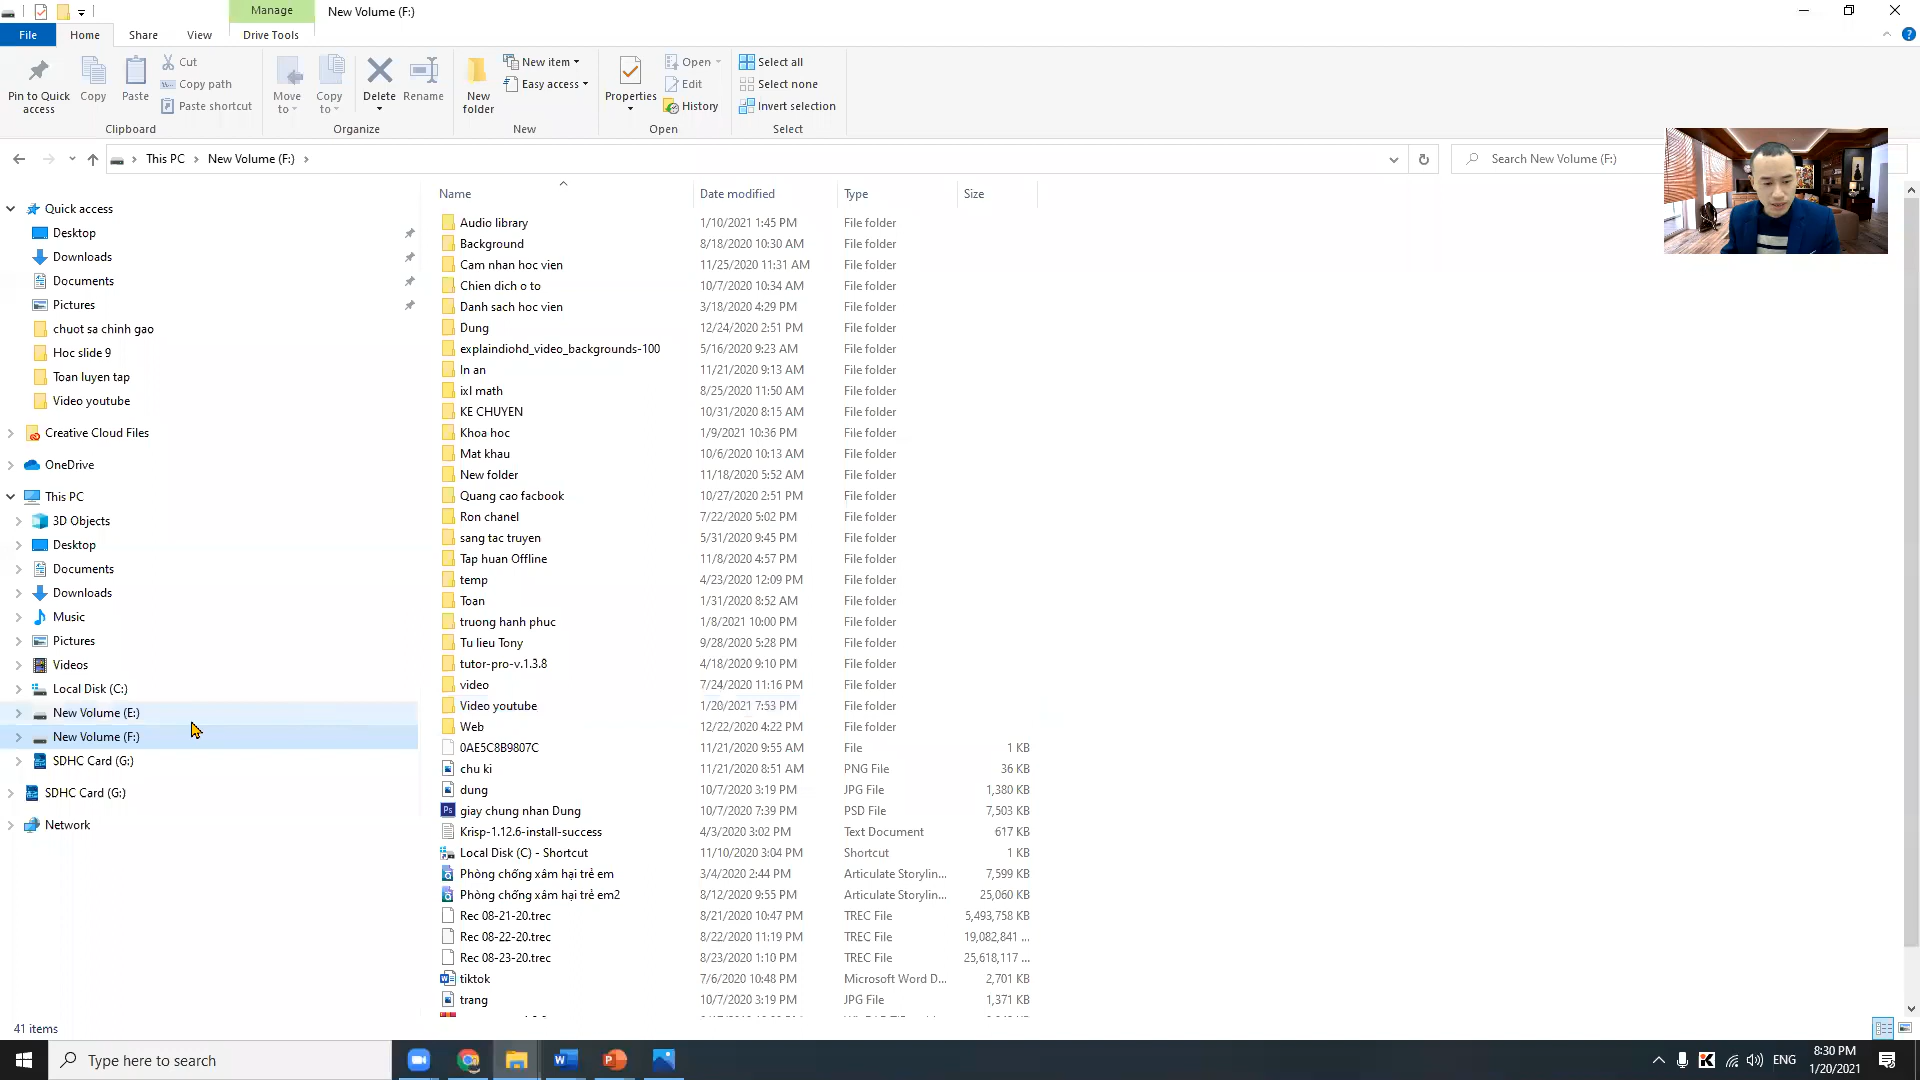 Manage
New Volume (F:)
File
Home
Share
View
Drive Tools
Pin to Quick access
Copy
Paste
Cut
Copy path
Paste shortcut
Clipboard
Move to
Copy to
Delete
Rename
Organize
New folder
New item
Easy access
New
Properties
Open
Edit
History
Open
Select all
Select none
Invert selection
Select
This PC
New Volume (F:)
Search New Volume (F:)
Quick access
Desktop
Downloads
Documents
Pictures
chuot sa chinh gao
Hoc slide 9
Toan luyen tap
Video youtube
Creative Cloud Files
OneDrive
This PC
3D Objects
Desktop
Documents
Downloads
Music
Pictures
Videos
Local Disk (C:)
New Volume (E:)
New Volume (F:)
SDHC Card (G:)
SDHC Card (G:)
Network
Name Date modified Type Size
Audio library 1/10/2021 1:45 PM File folder
Background 8/18/2020 10:30 AM File folder
Cam nhan hoc vien 11/25/2020 11:31 AM File folder
Chien dich o to 10/7/2020 10:34 AM File folder
Danh sach hoc vien 3/18/2020 4:29 PM File folder
Dung 12/24/2020 2:51 PM File folder
explaindiohd_video_backgrounds-100 5/16/2020 9:23 AM File folder
In an 11/21/2020 9:13 AM File folder
ixl math 8/25/2020 11:50 AM File folder
KE CHUYEN 10/31/2020 8:15 AM File folder
Khoa hoc 1/9/2021 10:36 PM File folder
Mat khau 10/6/2020 10:13 AM File folder
New folder 11/18/2020 5:52 AM File folder
Quang cao facbook 10/27/2020 2:51 PM File folder
Ron chanel 7/22/2020 5:02 PM File folder
sang tac truyen 5/31/2020 9:45 PM File folder
Tap huan Offline 11/8/2020 4:57 PM File folder
temp 4/23/2020 12:09 PM File folder
Toan 1/31/2020 8:52 AM File folder
truong hanh phuc 1/8/2021 10:00 PM File folder
Tu lieu Tony 9/28/2020 5:28 PM File folder
tutor-pro-v.1.3.8 4/18/2020 9:10 PM File folder
video 7/24/2020 11:16 PM File folder
Video youtube 1/20/2021 7:53 PM File folder
Web 12/22/2020 4:22 PM File folder
0AE5C8B9807C 11/21/2020 9:55 AM File 1 KB
chu ki 11/21/2020 8:51 AM PNG File 36 KB
dung 10/7/2020 3:19 PM JPG File 1,380 KB
giay chung nhan Dung 10/7/2020 7:39 PM PSD File 7,503 KB
Krisp-1.12.6-install-success 4/3/2020 3:02 PM Text Document 617 KB
Local Disk (C) - Shortcut 11/10/2020 3:04 PM Shortcut 1 KB
Phòng chống xâm hại trẻ em 3/4/2020 2:44 PM Articulate Storylin... 7,599 KB
Phòng chống xâm hại trẻ em2 8/12/2020 9:55 PM Articulate Storylin... 25,060 KB
Rec 08-21-20.trec 8/21/2020 10:47 PM TREC File 5,493,758 KB
Rec 08-22-20.trec 8/22/2020 11:19 PM TREC File 19,082,841 ...
Rec 08-23-20.trec 8/23/2020 1:10 PM TREC File 25,618,117 ...
tiktok 7/6/2020 10:48 PM Microsoft Word D... 2,701 KB
trang 10/7/2020 3:19 PM JPG File 1,371 KB
41 items
Type here to search
ENG
8:30 PM
1/20/2021